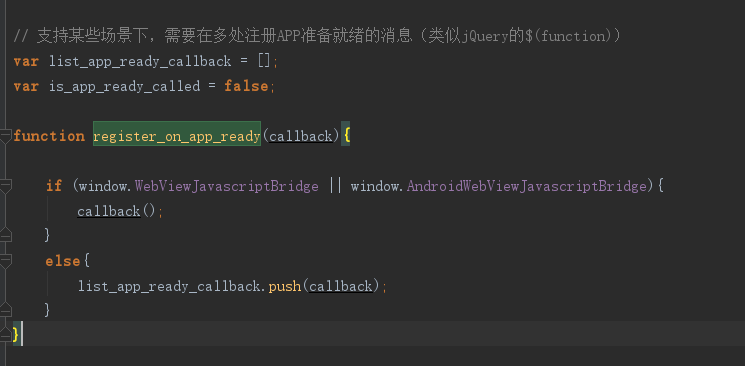 // 支持某些场景下，需要在多处注册APP准备就绪的消息（类似jQuery的$(function)）
var list_app_ready_callback = [];
var is_app_ready_called = false;
function register_on_app_ready(callback){
if (window.WebViewJavascriptBridge || window.AndroidWebViewJavascriptBridge){
callback();
}
else{
list_app_ready_callback.push(callback);
}
}